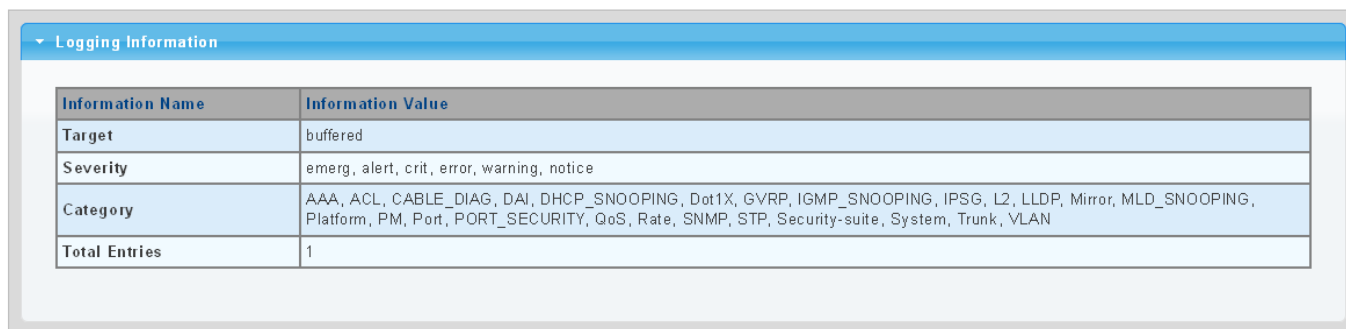 Logging Information
Information Name Information Value
Target buffered
Severity emerg, alert, crit, error, warning, notice
Category AAA, ACL, CABLE_DIAG, DAI, DHCP_SNOOPING, Dot1X, GVRP, IGMP_SNOOPING, IPSG, L2, LLDP, Mirror, MLD_SNOOPING,
Platform, PM, Port, PORT_SECURITY, QoS, Rate, SNMP, STP, Security-suite, System, Trunk, VLAN
Total Entries 1